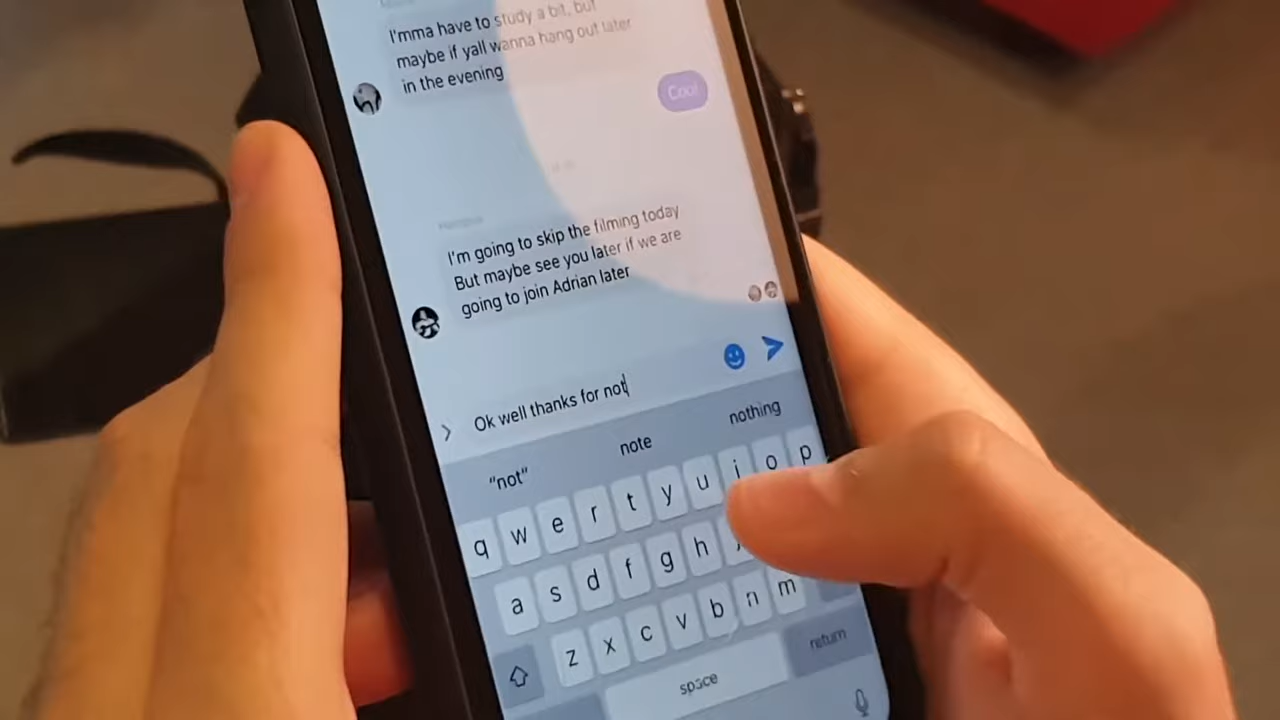 I'mma have to study a bit, but
maybe if yall wanna hang out later
in the evening
Cool
I'm going to skip the filming today
But maybe see you later if we are
going to join Adrian later
Ok well thanks for not
"not"
note
nothing
q w e r t y u i o p
a s d f g h
z x c v b n m
space
return